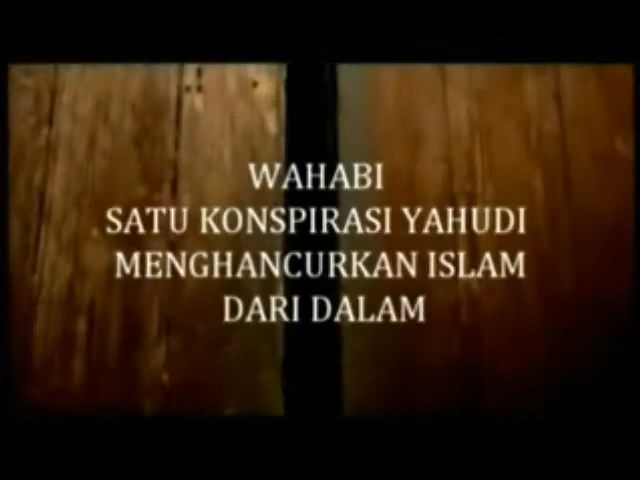 WAHABI
SATU KONSPIRASI YAHUDI
MENGHANCURKAN ISLAM
DARI DALAM